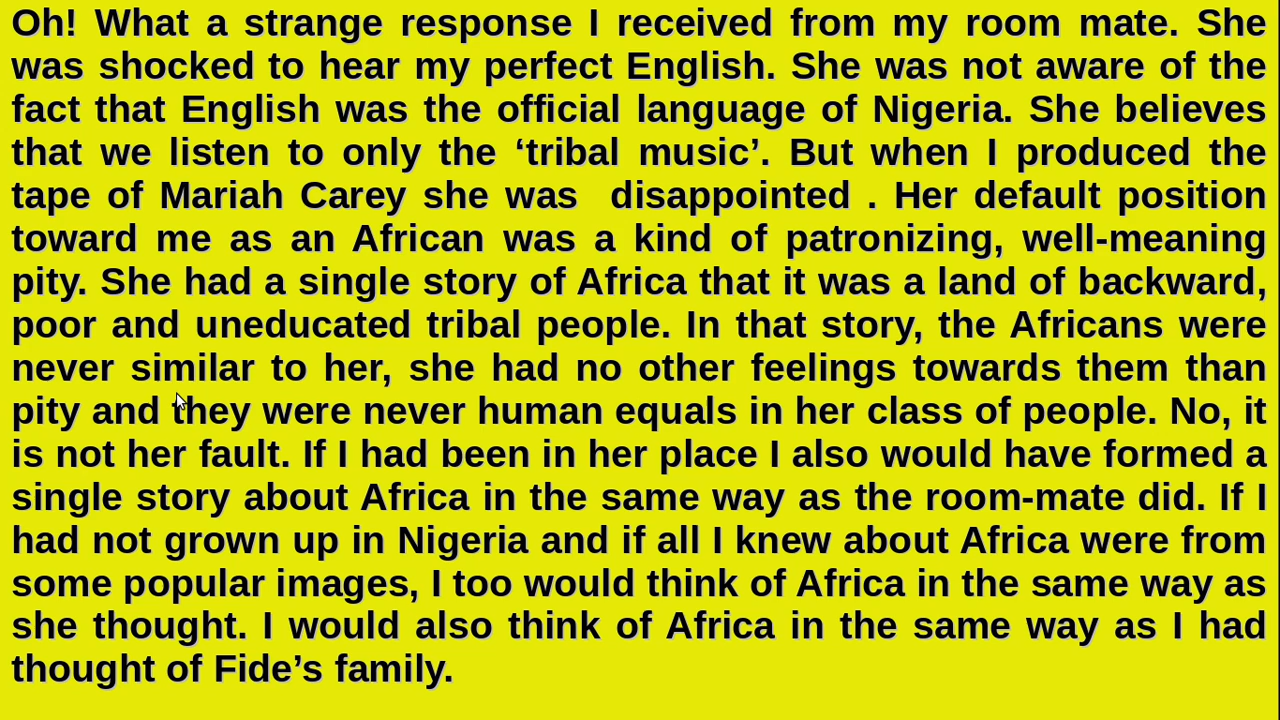 Oh! What a strange response I received from my room mate. She
was shocked to hear my perfect English. She was not aware of the
fact that English was the official language of Nigeria. She believes
that we listen to only the ‘tribal music’. But when I produced the
tape of Mariah Carey she was  disappointed . Her default position
toward me as an African was a kind of patronizing, well-meaning
pity. She had a single story of Africa that it was a land of backward,
poor and uneducated tribal people. In that story, the Africans were
never similar to her, she had no other feelings towards them than
pity and they were never human equals in her class of people. No, it
is not her fault. If I had been in her place I also would have formed a
single story about Africa in the same way as the room-mate did. If I
had not grown up in Nigeria and if all I knew about Africa were from
some popular images, I too would think of Africa in the same way as
she thought. I would also think of Africa in the same way as I had
thought of Fide’s family.